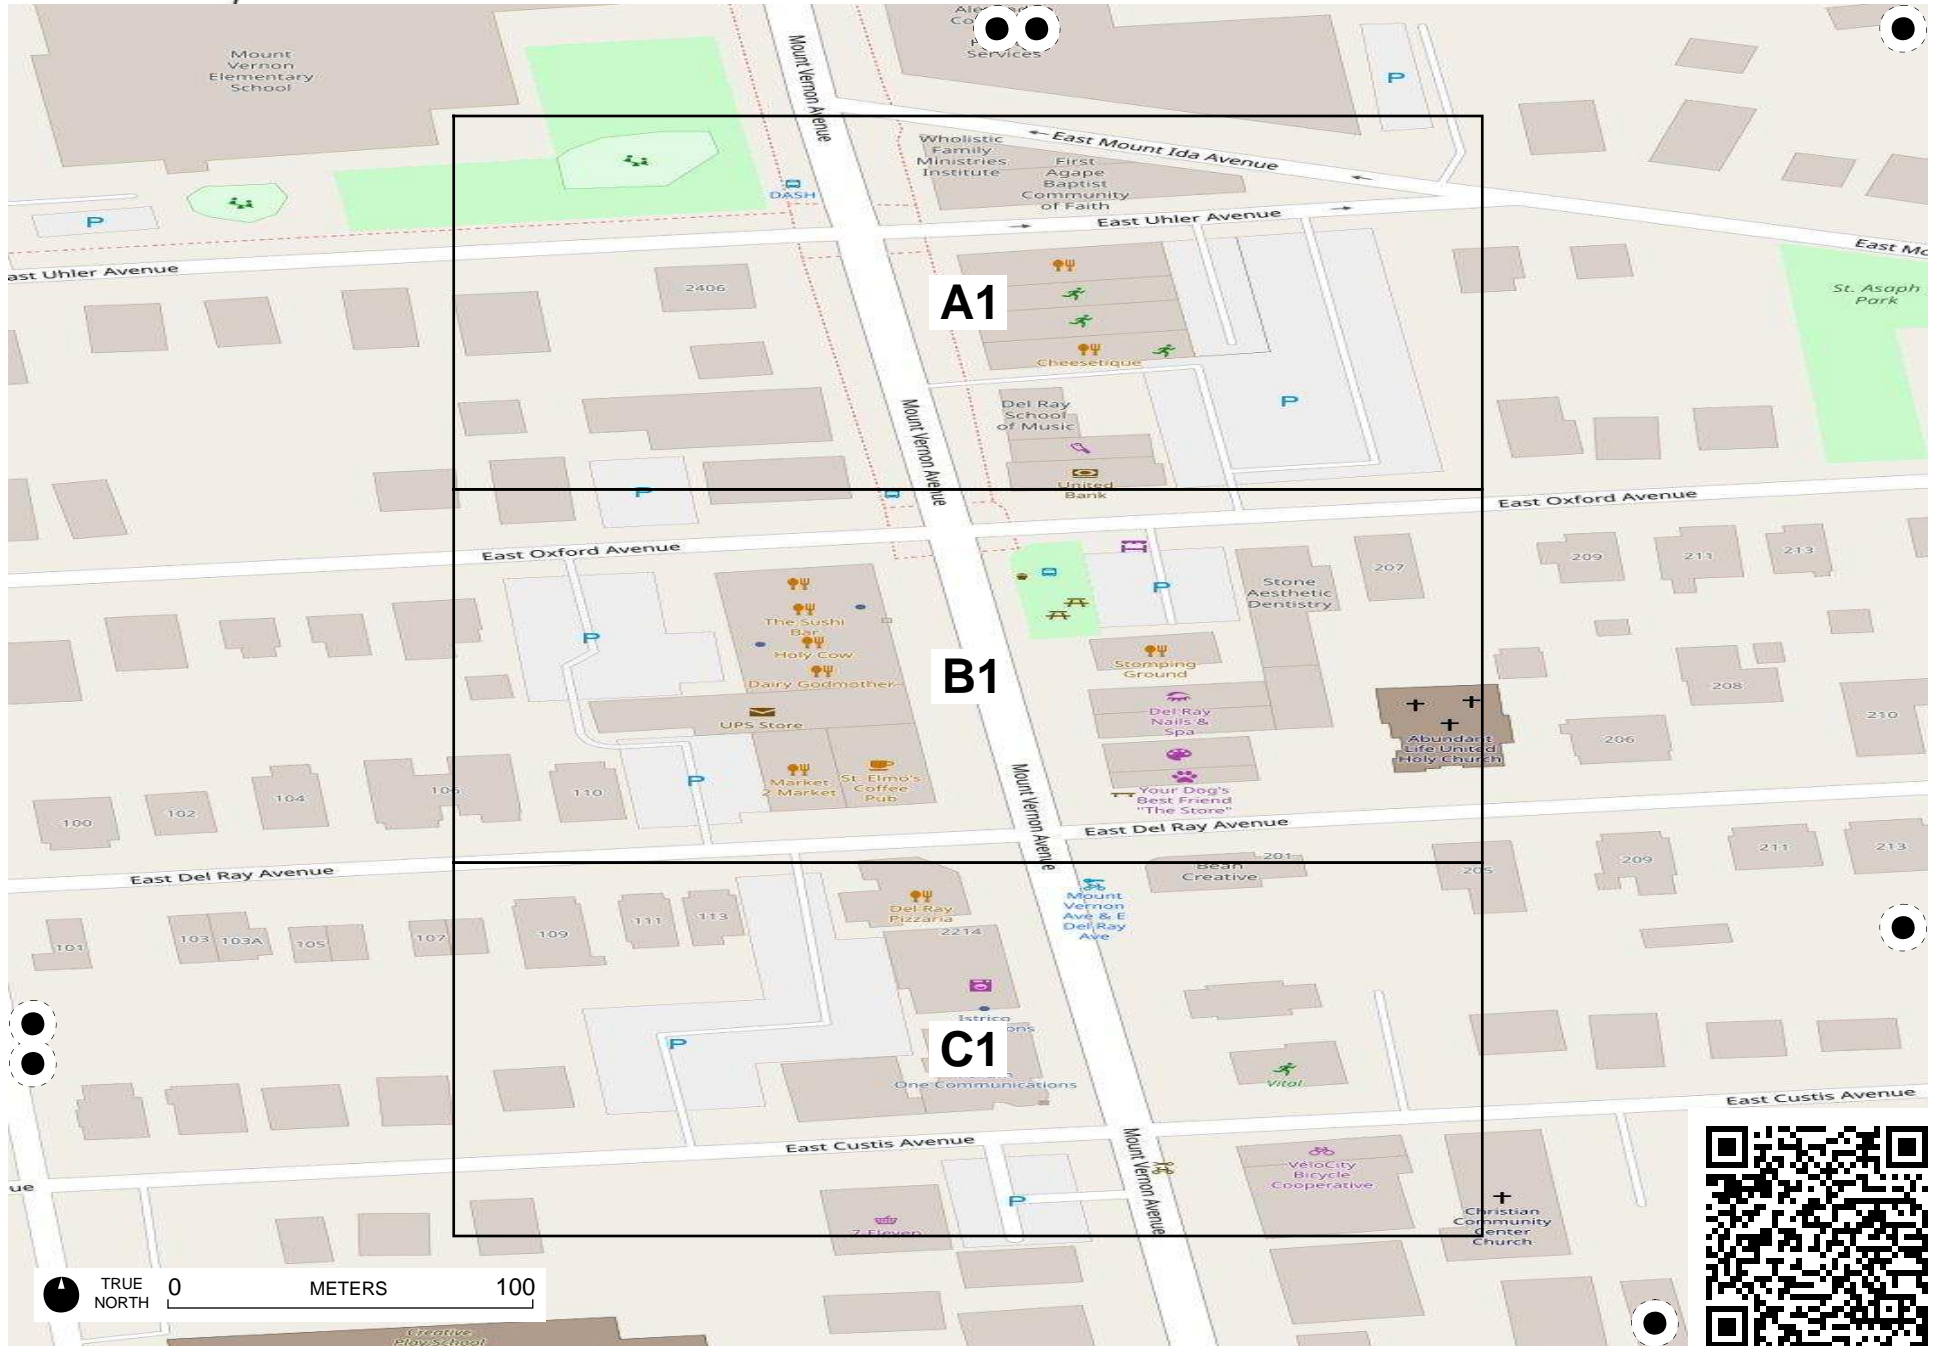 Mount
Vernon
Elementary
School
Mount Vernon Avenue
Services
P
East Mount Ida Avenue
Wholistic
Family
Ministries
Institute
First
Agape
Baptist
Community
of Faith
DASH
P
East Uhler Avenue
East Uhler Avenue
2406
A1
Cheesetique
St. Asaph
Park
P
Mount Vernon Avenue
Del Ray
School
of Music
United
Bank
P
East Oxford Avenue
East Oxford Avenue
P
The Sushi
Bar
Holy Cow
Dairy Godmother
UPS Store
P
Market
2 Market
St. Elmo's
Coffee
Pub
B1
P
Stone
Aesthetic
Dentistry
207
209
211
213
Stomping
Ground
Del Ray
Nails &
Spa
Your Dog's
Best Friend
"The Store"
Abundant
Life United
Holy Church
208
206
210
100
102
104
106
110
Mount Vernon Avenue
East Del Ray Avenue
East Del Ray Avenue
201
Bean
Creative
205
209
211
213
Del Ray
Pizzaria
2214
Mount
Vernon
Ave & E
Del Ray
Ave
101
103
103A
105
107
109
111
113
Istrico
C1
P
One Communications
Vital
East Custis Avenue
East Custis Avenue
Mount Vernon Avenue
VéloCity
Bicycle
Cooperative
P
7-Eleven
Christian
Community
Center
Church
TRUE
NORTH
0 METERS 100
Creative
Play School